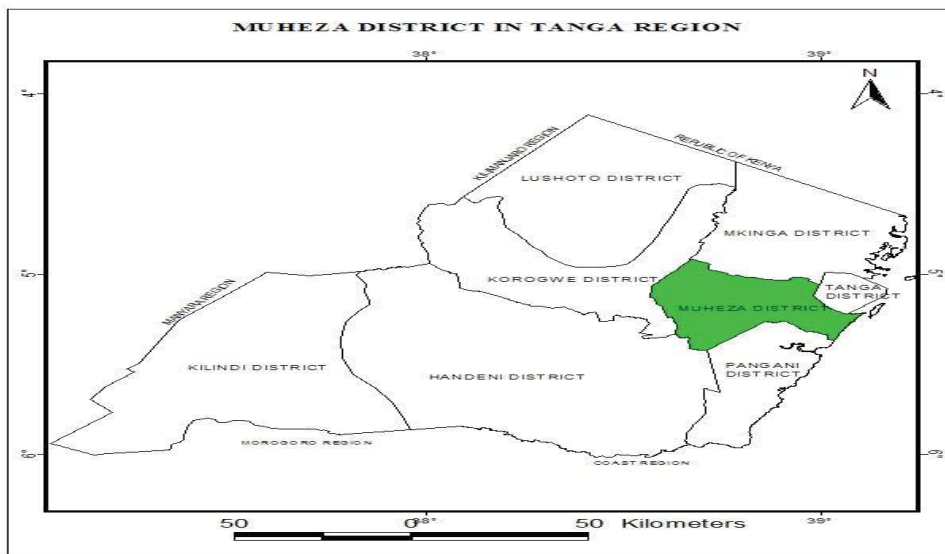 MUHEZA DISTRICT IN TANGA REGION
38° 39°
N
4° 4°
KILIMANJARO REGION
REPUBLIC OF KENYA
LUSHOTO DISTRICT
MKINGA DISTRICT
5° 5°
KOROGWE DISTRICT
TANGA
DISTRICT
MANYARA REGION
MUHEZA DISTRICT
KILINDI DISTRICT
HANDENI DISTRICT
PANGANI
DISTRICT
MOROGORO REGION
COAST REGION
6° 6°
38° 39°
50 0 50 Kilometers